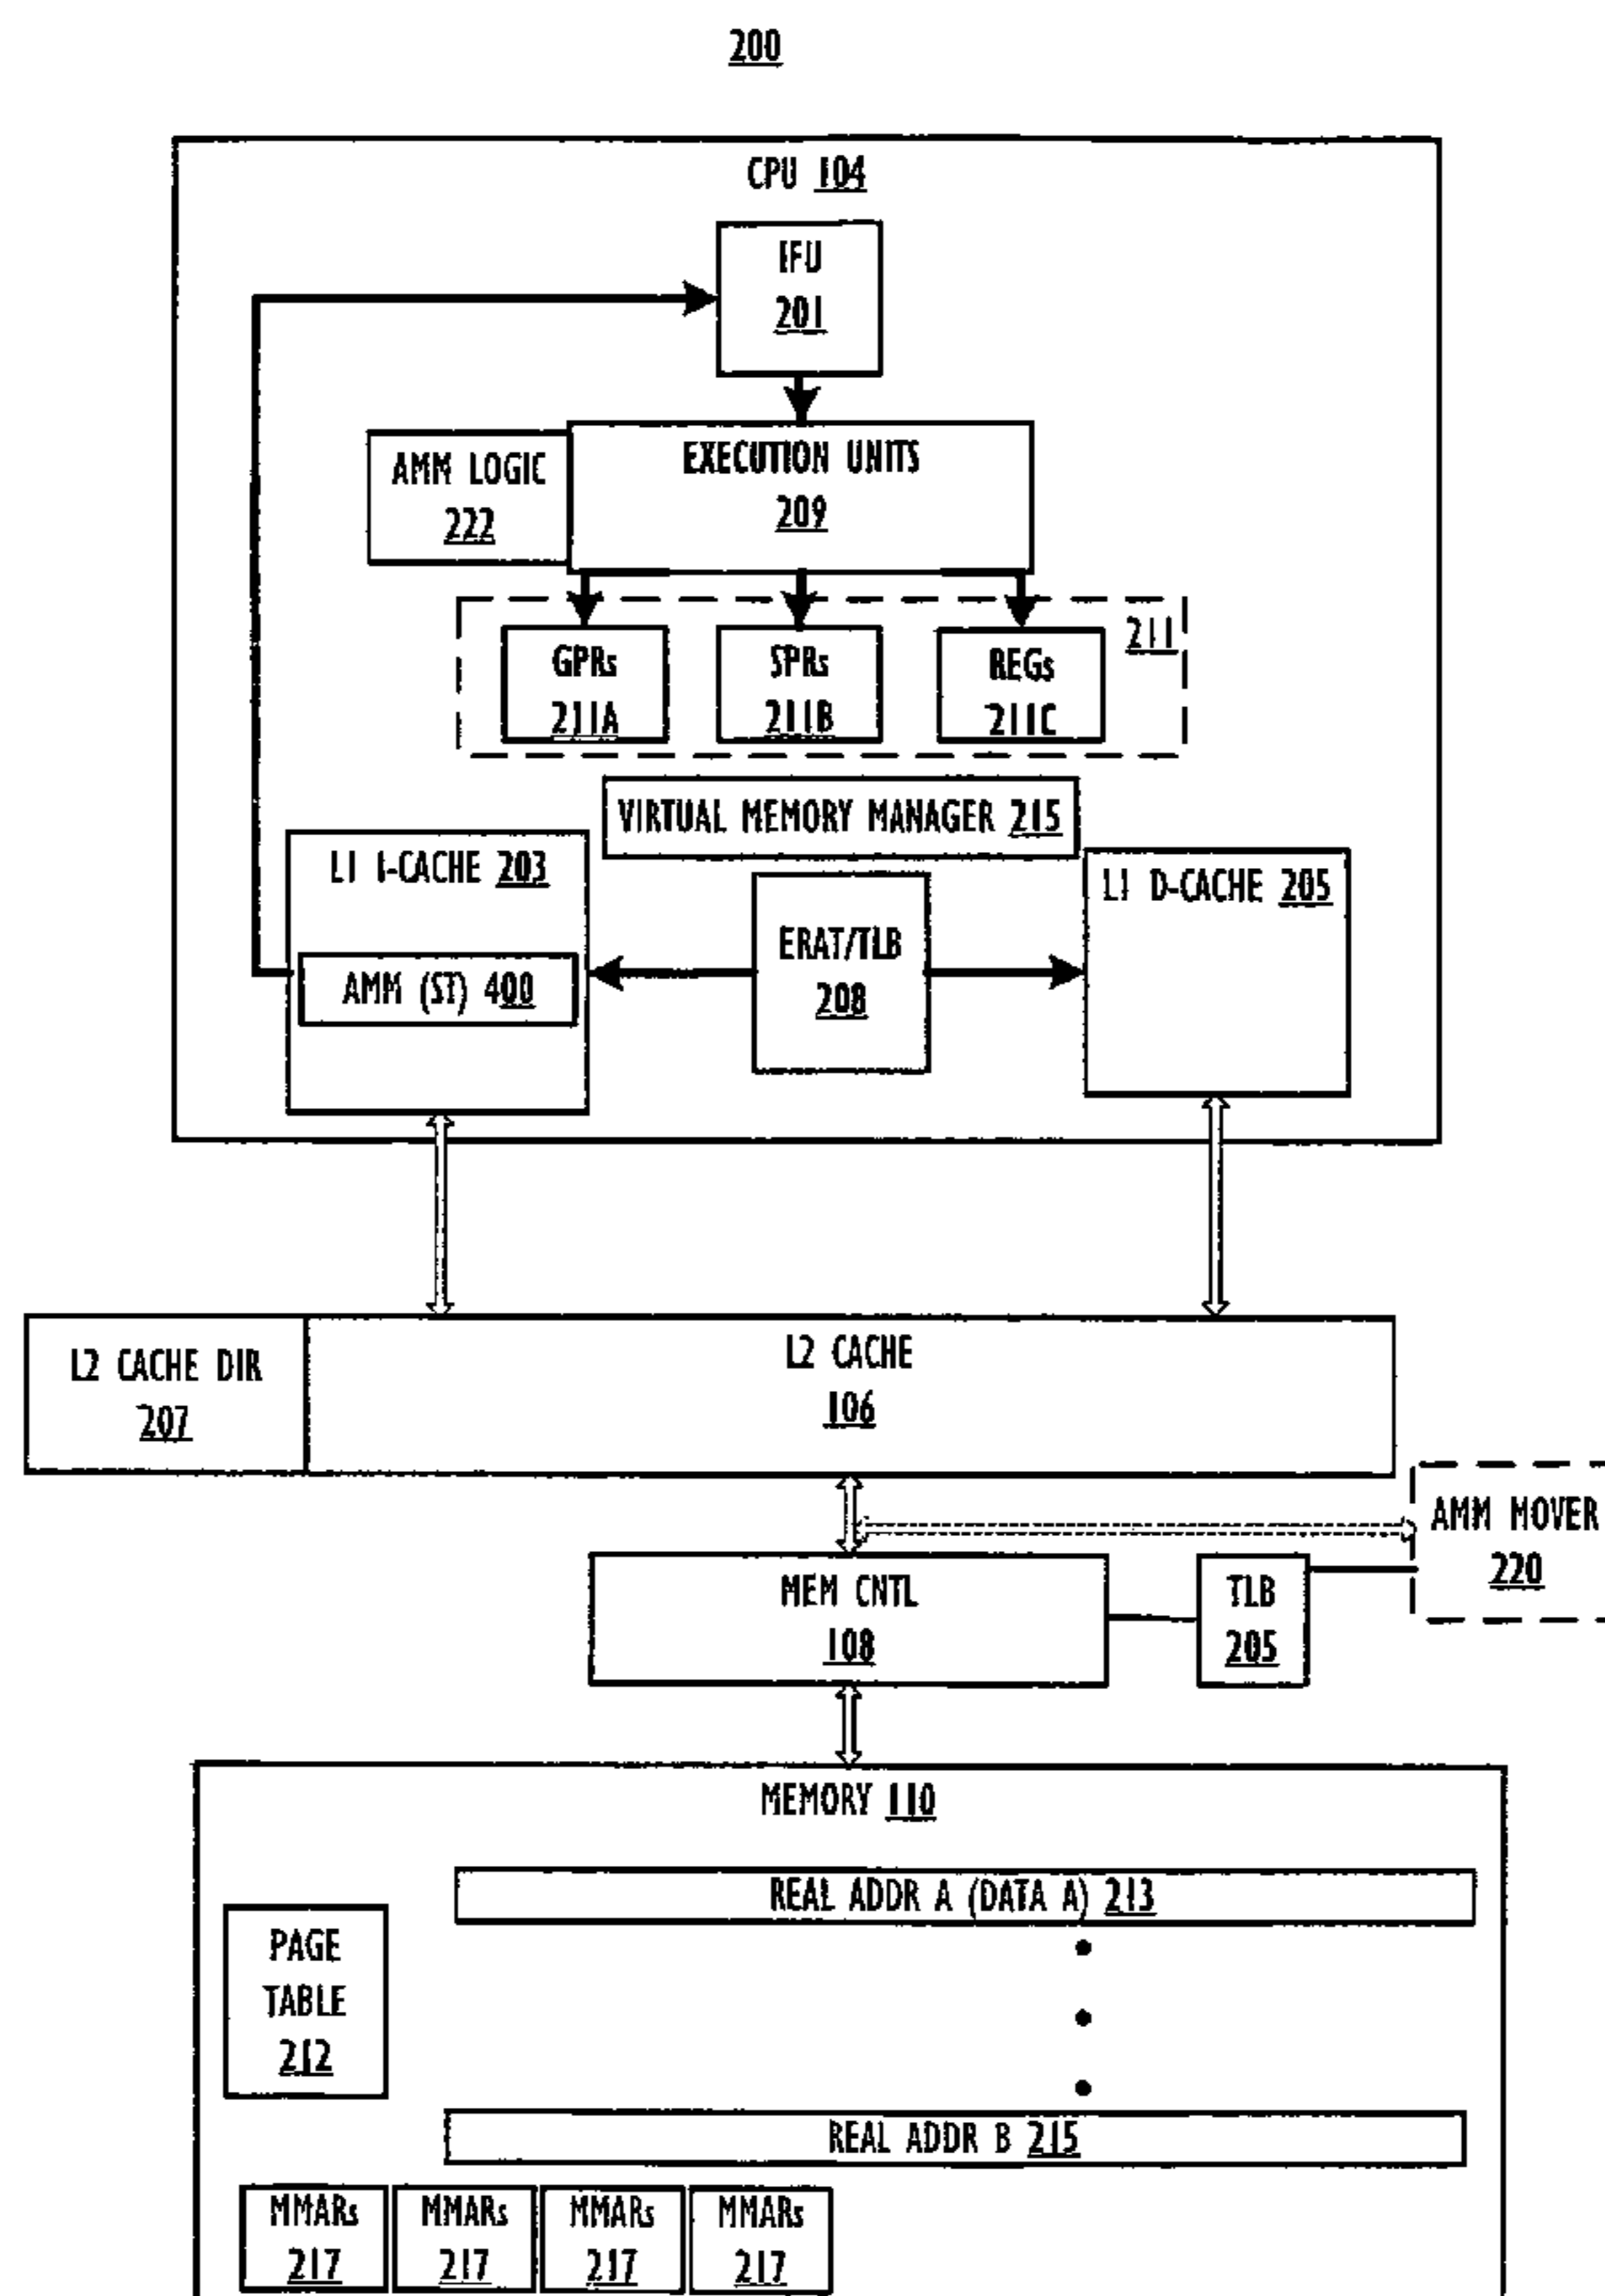 200
CPU 104
IFU
201
AMM LOGIC
222
EXECUTION UNITS
209
211
GPRs
211A
SPRs
211B
REGs
211C
VIRTUAL MEMORY MANAGER 215
L1 I-CACHE 203
AMM (ST) 400
ERAT/TLB
208
L1 D-CACHE 205
L2 CACHE DIR
207
L2 CACHE
106
AMM MOVER
220
MEM CNTL
108
TLB
205
MEMORY 110
REAL ADDR A (DATA A) 213
PAGE
TABLE
212
REAL ADDR B 215
MMARs
217
MMARs
217
MMARs
217
MMARs
217